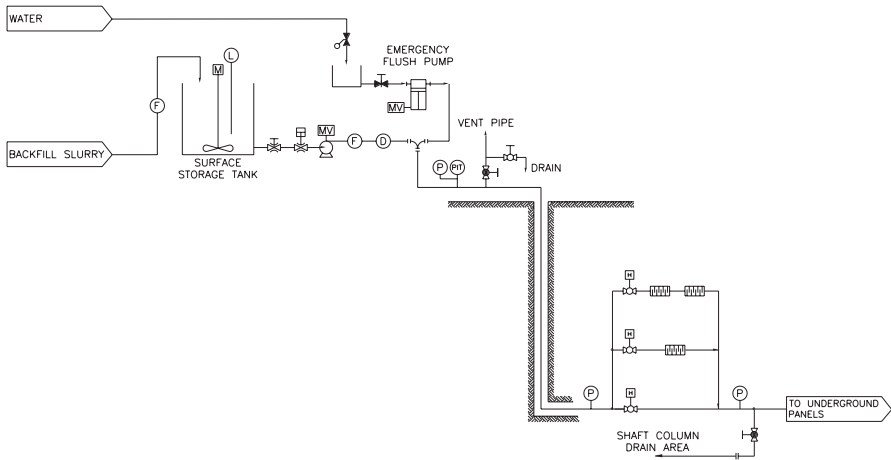 WATER
L
M
EMERGENCY
FLUSH PUMP
F
MV
VENT PIPE
BACKFILL SLURRY
MV
F
D
SURFACE
STORAGE TANK
DRAIN
P
PIT
H
H
H
P
P
TO UNDERGROUND
PANELS
SHAFT COLUMN
DRAIN AREA